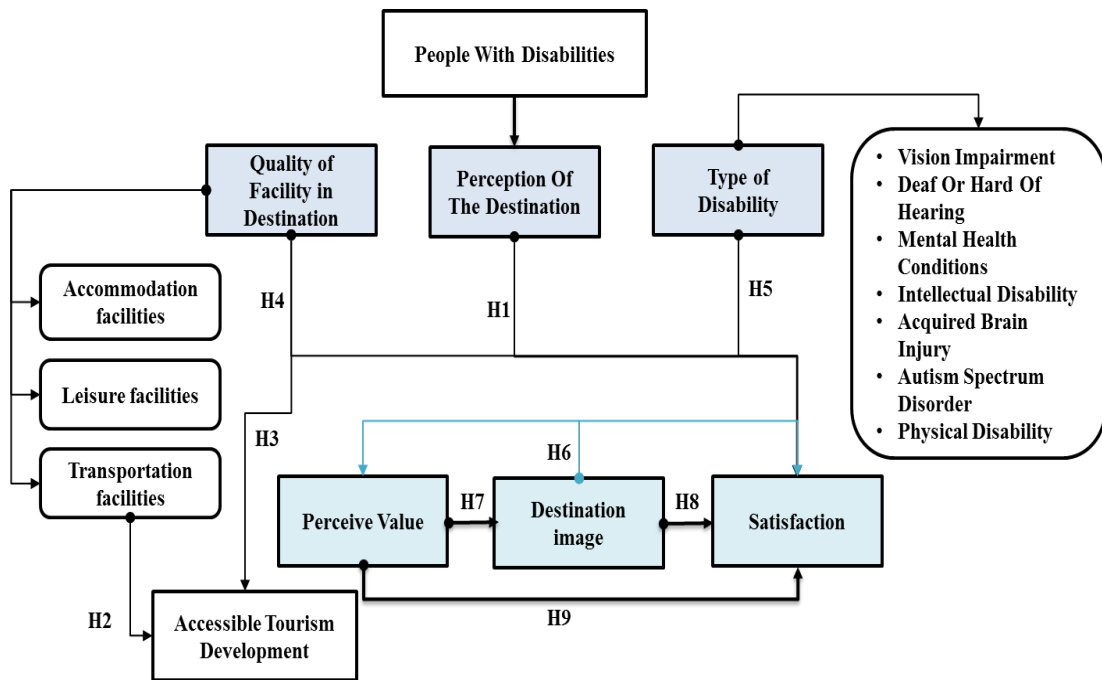 People With Disabilities
Quality of
Facility in
Destination
Perception Of
The Destination
Type of
Disability
• Vision Impairment
• Deaf Or Hard Of
Hearing
• Mental Health
Conditions
• Intellectual Disability
• Acquired Brain
Injury
• Autism Spectrum
Disorder
• Physical Disability
Accommodation
facilities
Leisure facilities
Transportation
facilities
H4
H1
H5
H3
H6
Perceive Value
H7
Destination
image
H8
Satisfaction
H9
H2
Accessible Tourism
Development